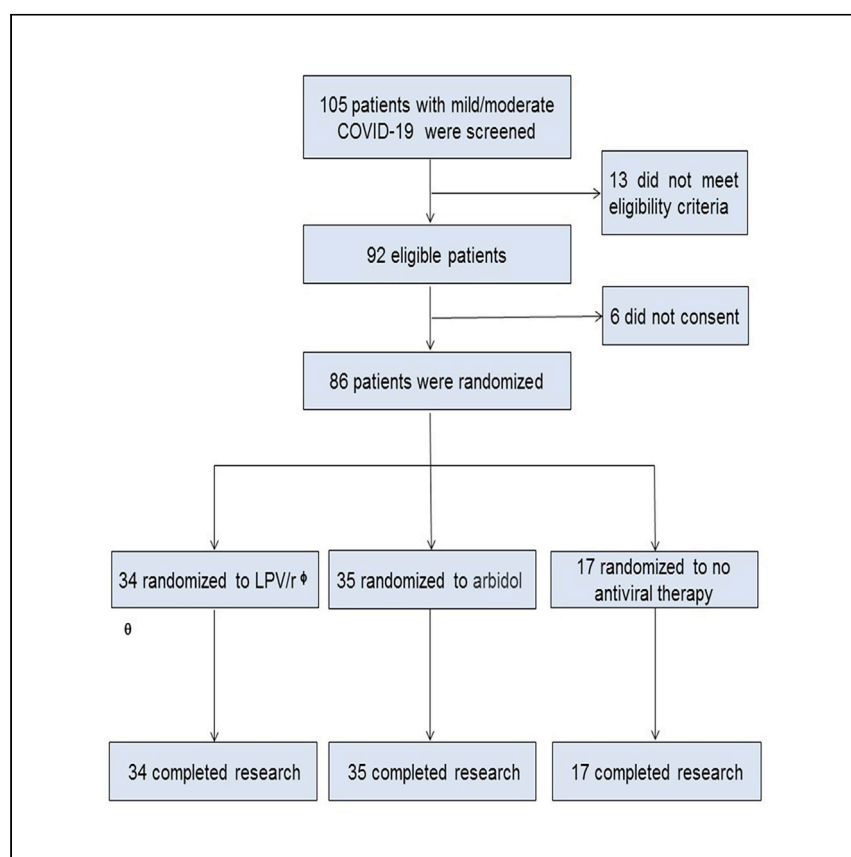 105 patients with mild/moderate
COVID-19 were screened
13 did not meet
eligibility criteria
92 eligible patients
6 did not consent
86 patients were randomized
34 randomized to LPV/r ϕ
35 randomized to arbidol
17 randomized to no
antiviral therapy
θ
34 completed research
35 completed research
17 completed research